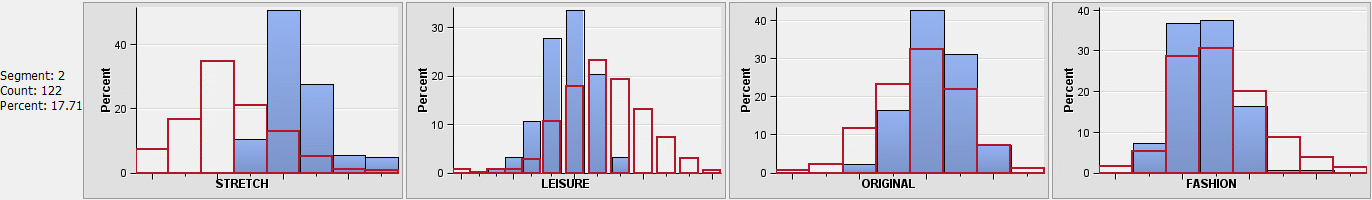 Segment: 2
Count: 122
Percent: 17.71
Percent
40
20
0
STRETCH
Percent
30
20
10
0
LEISURE
Percent
40
30
20
10
0
ORIGINAL
Percent
40
30
20
10
0
FASHION